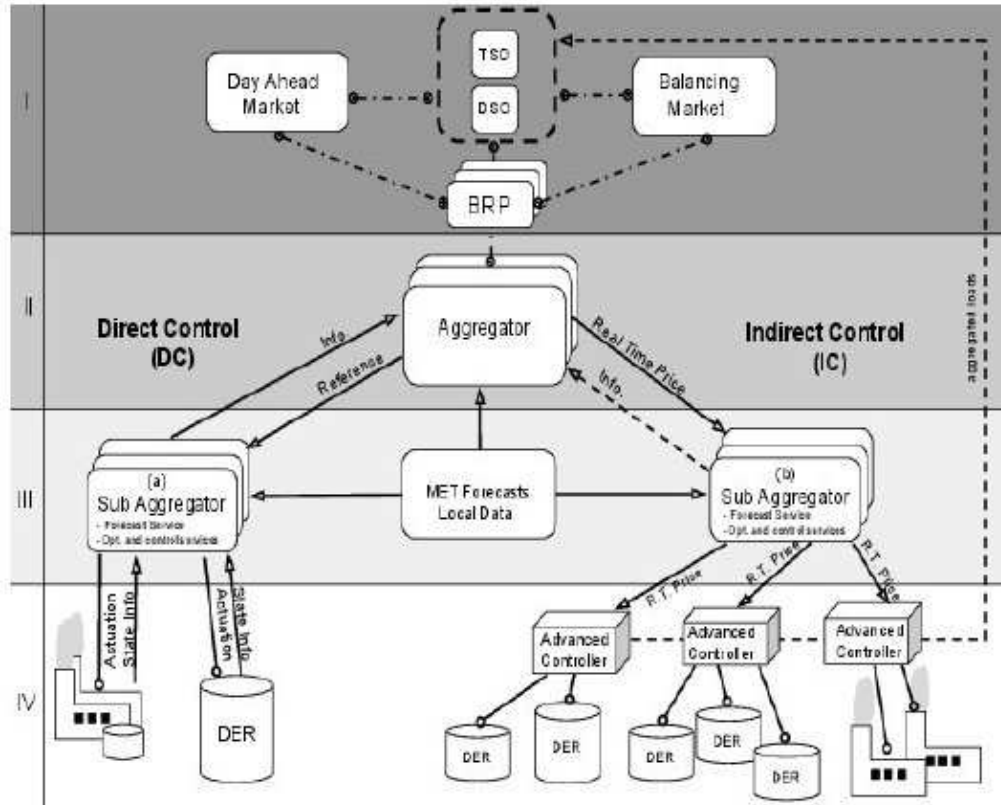 I
Day Ahead
Market
TSO
DSO
Balancing
Market
BRP
II
Direct Control
(DC)
Info.
Reference
Aggregator
Real Time Price
Info.
Indirect Control
(IC)
III
(a)
Sub Aggregator
- Forecast Service
- Opt. and control services
MET Forecasts
Local Data
(b)
Sub Aggregator
- Forecast Service
- Opt. and control services
IV
Actuation
State Info
Actuation
State Info
DER
R.T. Price
R.T. Price
R.T. Price
Advanced
Controller
Advanced
Controller
Advanced
Controller
DER
DER
DER
DER
DER